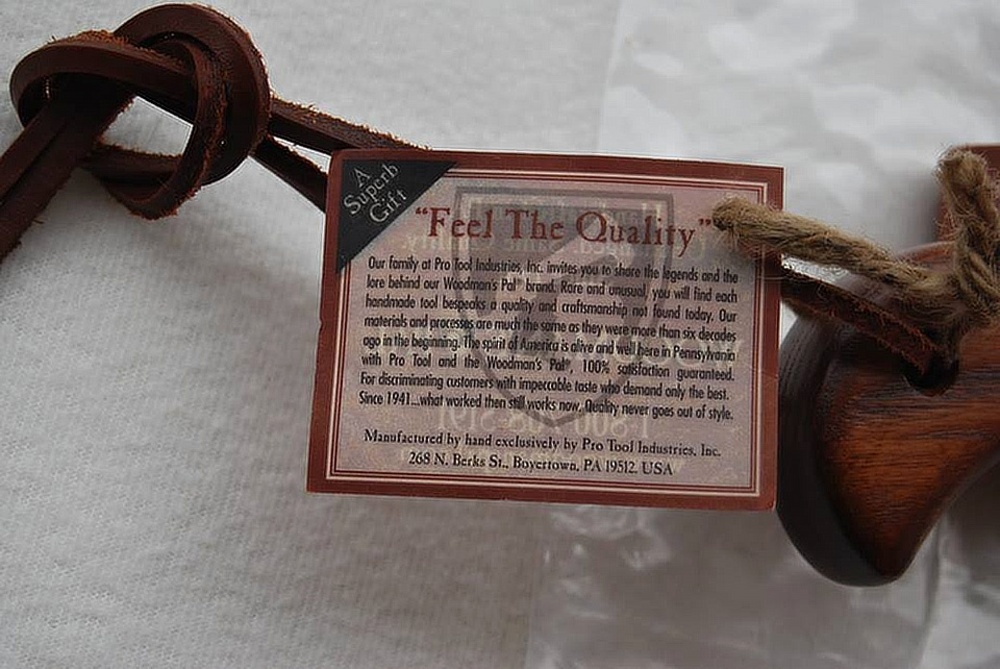 A
Superb
Gift
"Feel The Quality"
Our family at Pro Tool Industries, Inc. invites you to share the legends and the
lore behind our Woodman's Pal® brand. Rare and unusual, you will find each
handmade tool bespeaks a quality and craftsmanship not found today. Our
materials and processes are much the same as they were more than six decades
ago in the beginning. The spirit of America is alive and well here in Pennsylvania
with Pro Tool and the Woodman's Pal®, 100% satisfaction guaranteed.
For discriminating customers with impeccable taste who demand only the best.
Since 1941...what worked then still works now, Quality never goes out of style.
Manufactured by hand exclusively by Pro Tool Industries, Inc.
268 N. Berks St., Boyertown, PA 19512. USA